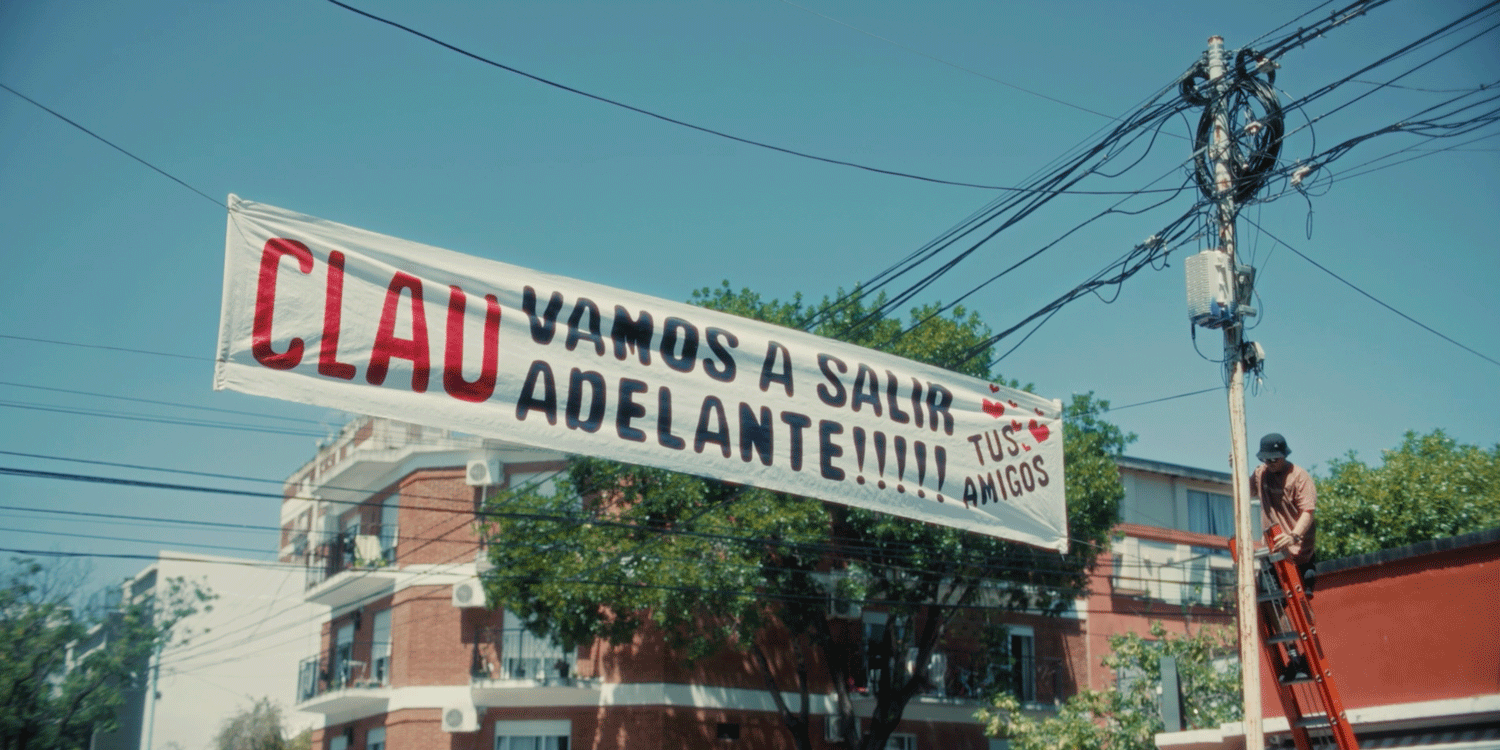 CLAU
VAMOS A SALIR
ADELANTE!!!!!
TUS
AMIGOS